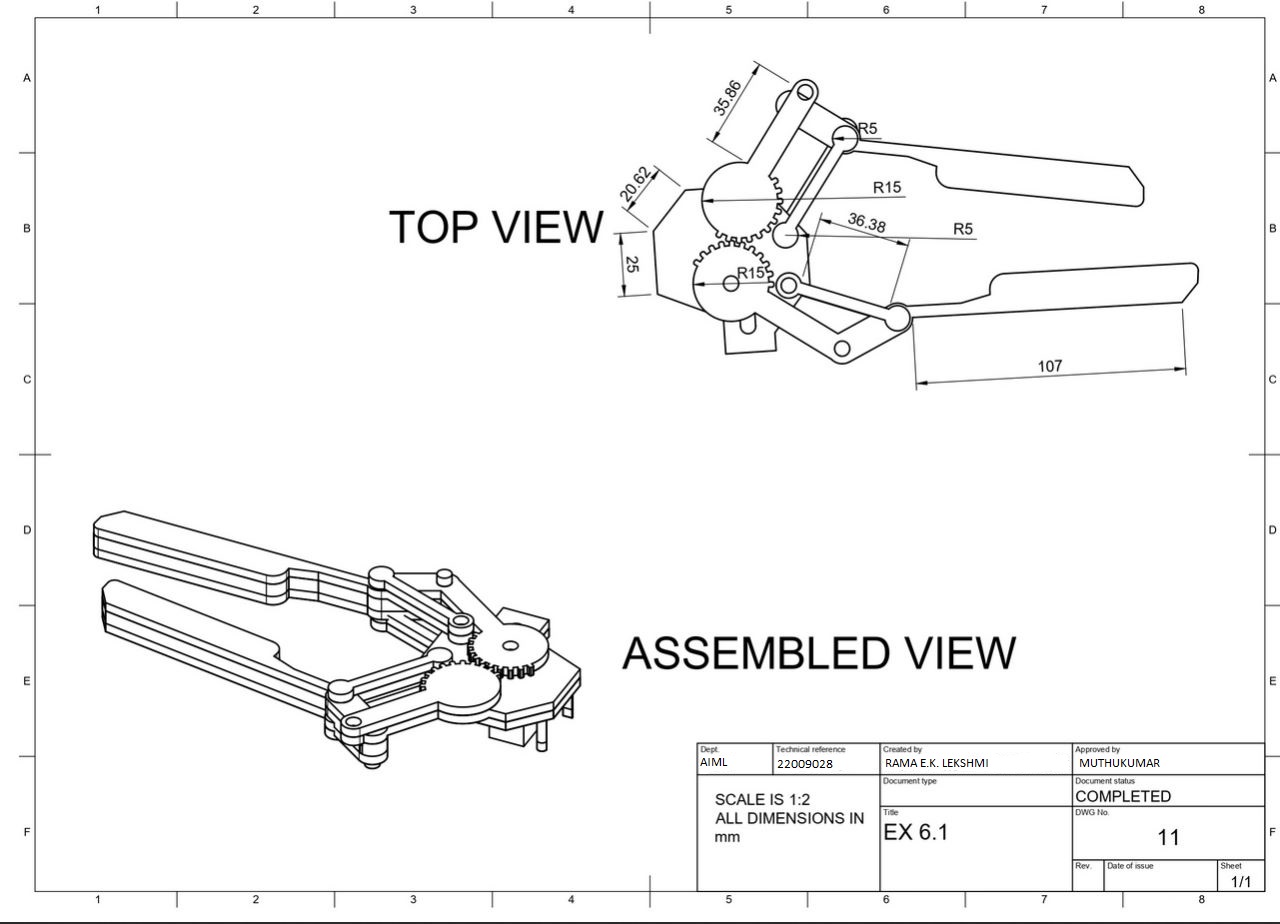 1 2 3 4 5 6 7 8
A A
35.86
R5
B B
20.62
R15
TOP VIEW
36.38
R5
25
R15
C C
107
D D
ASSEMBLED VIEW
E E
Dept. Technical reference Created by Approved by
AIML 22009028 RAMA E.K. LEKSHMI MUTHUKUMAR
Document type Document status
COMPLETED
SCALE IS 1:2
ALL DIMENSIONS IN
mm
Title DWG No.
EX 6.1 11
F F
Rev. Date of issue Sheet
1/1
1 2 3 4 5 6 7 8